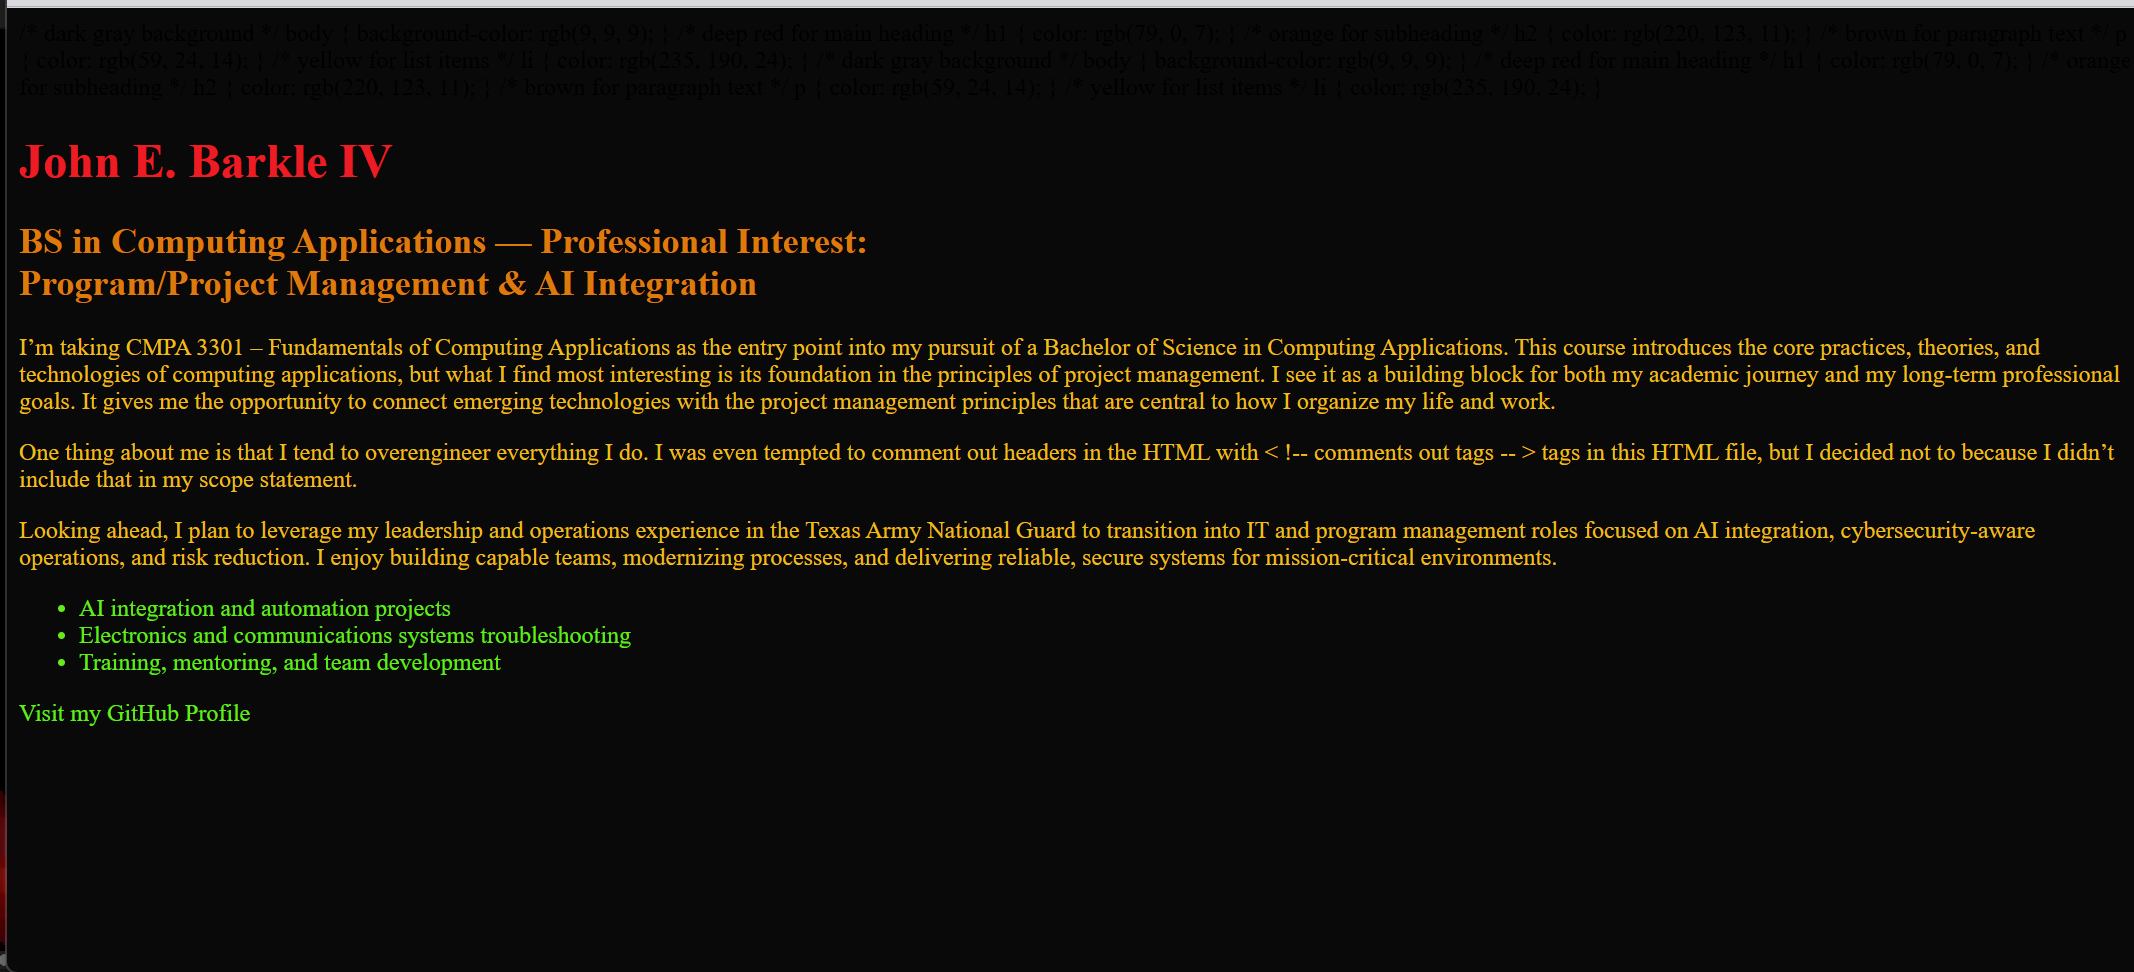 /* dark gray background */ body { background-color: rgb(9, 9, 9); } /* deep red for main heading */ h1 { color: rgb(79, 0, 7); } /* orange for subheading */ h2 { color: rgb(220, 123, 11); } /* brown for paragraph text */ p
{ color: rgb(59, 24, 14); } /* yellow for list items */ li { color: rgb(235, 190, 24); } /* dark gray background */ body { background-color: rgb(9, 9, 9); } /* deep red for main heading */ h1 { color: rgb(79, 0, 7); } /* orange
for subheading */ h2 { color: rgb(220, 123, 11); } /* brown for paragraph text */ p { color: rgb(59, 24, 14); } /* yellow for list items */ li { color: rgb(235, 190, 24); }
John E. Barkle IV
BS in Computing Applications — Professional Interest:
Program/Project Management & AI Integration
I’m taking CMPA 3301 – Fundamentals of Computing Applications as the entry point into my pursuit of a Bachelor of Science in Computing Applications. This course introduces the core practices, theories, and
technologies of computing applications, but what I find most interesting is its foundation in the principles of project management. I see it as a building block for both my academic journey and my long-term professional
goals. It gives me the opportunity to connect emerging technologies with the project management principles that are central to how I organize my life and work.
One thing about me is that I tend to overengineer everything I do. I was even tempted to comment out headers in the HTML with < !-- comments out tags -- > tags in this HTML file, but I decided not to because I didn’t
include that in my scope statement.
Looking ahead, I plan to leverage my leadership and operations experience in the Texas Army National Guard to transition into IT and program management roles focused on AI integration, cybersecurity-aware
operations, and risk reduction. I enjoy building capable teams, modernizing processes, and delivering reliable, secure systems for mission-critical environments.
• AI integration and automation projects
• Electronics and communications systems troubleshooting
• Training, mentoring, and team development
Visit my GitHub Profile